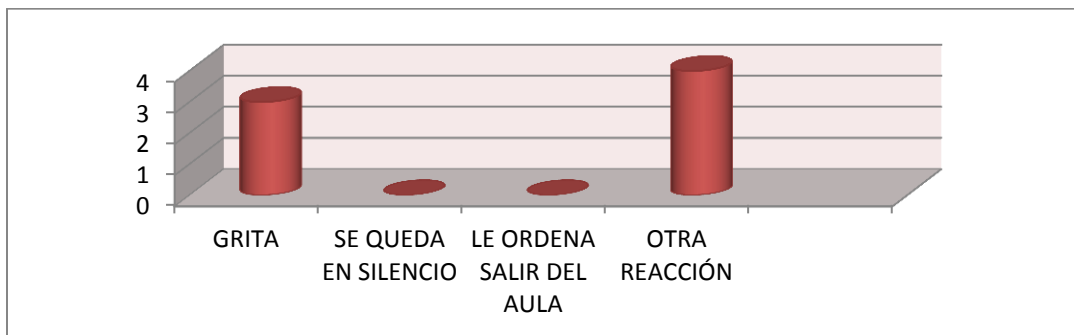 4
3
2
1
0
GRITA
SE QUEDA
EN SILENCIO
LE ORDENA
SALIR DEL
AULA
OTRA
REACCIÓN